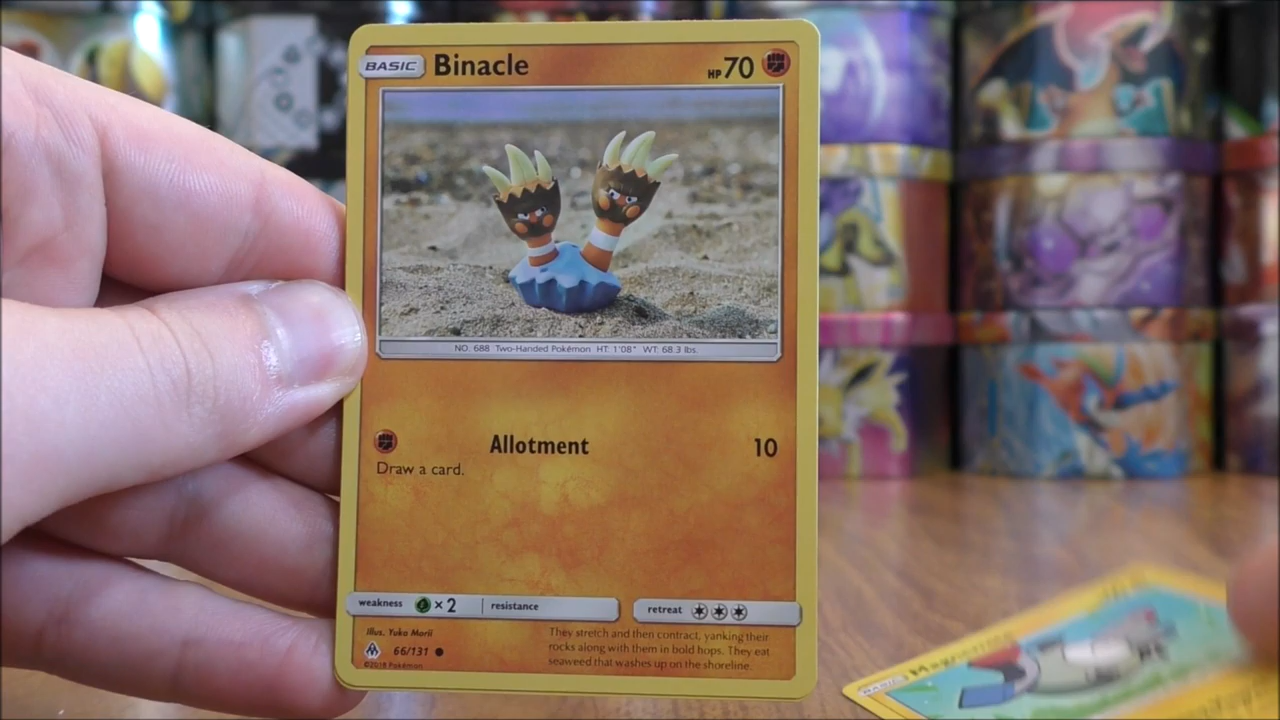 BASIC Binacle HP 70
NO. 688 Two-Handed Pokémon HT: 1'08" WT: 68.3 lbs.
Allotment 10
Draw a card.
weakness ×2 resistance retreat
Illus. Yuka Morii
66/131
©2018 Pokémon
They stretch and then contract, yanking their
rocks along with them in bold hops. They eat
seaweed that washes up on the shoreline.
BASIC